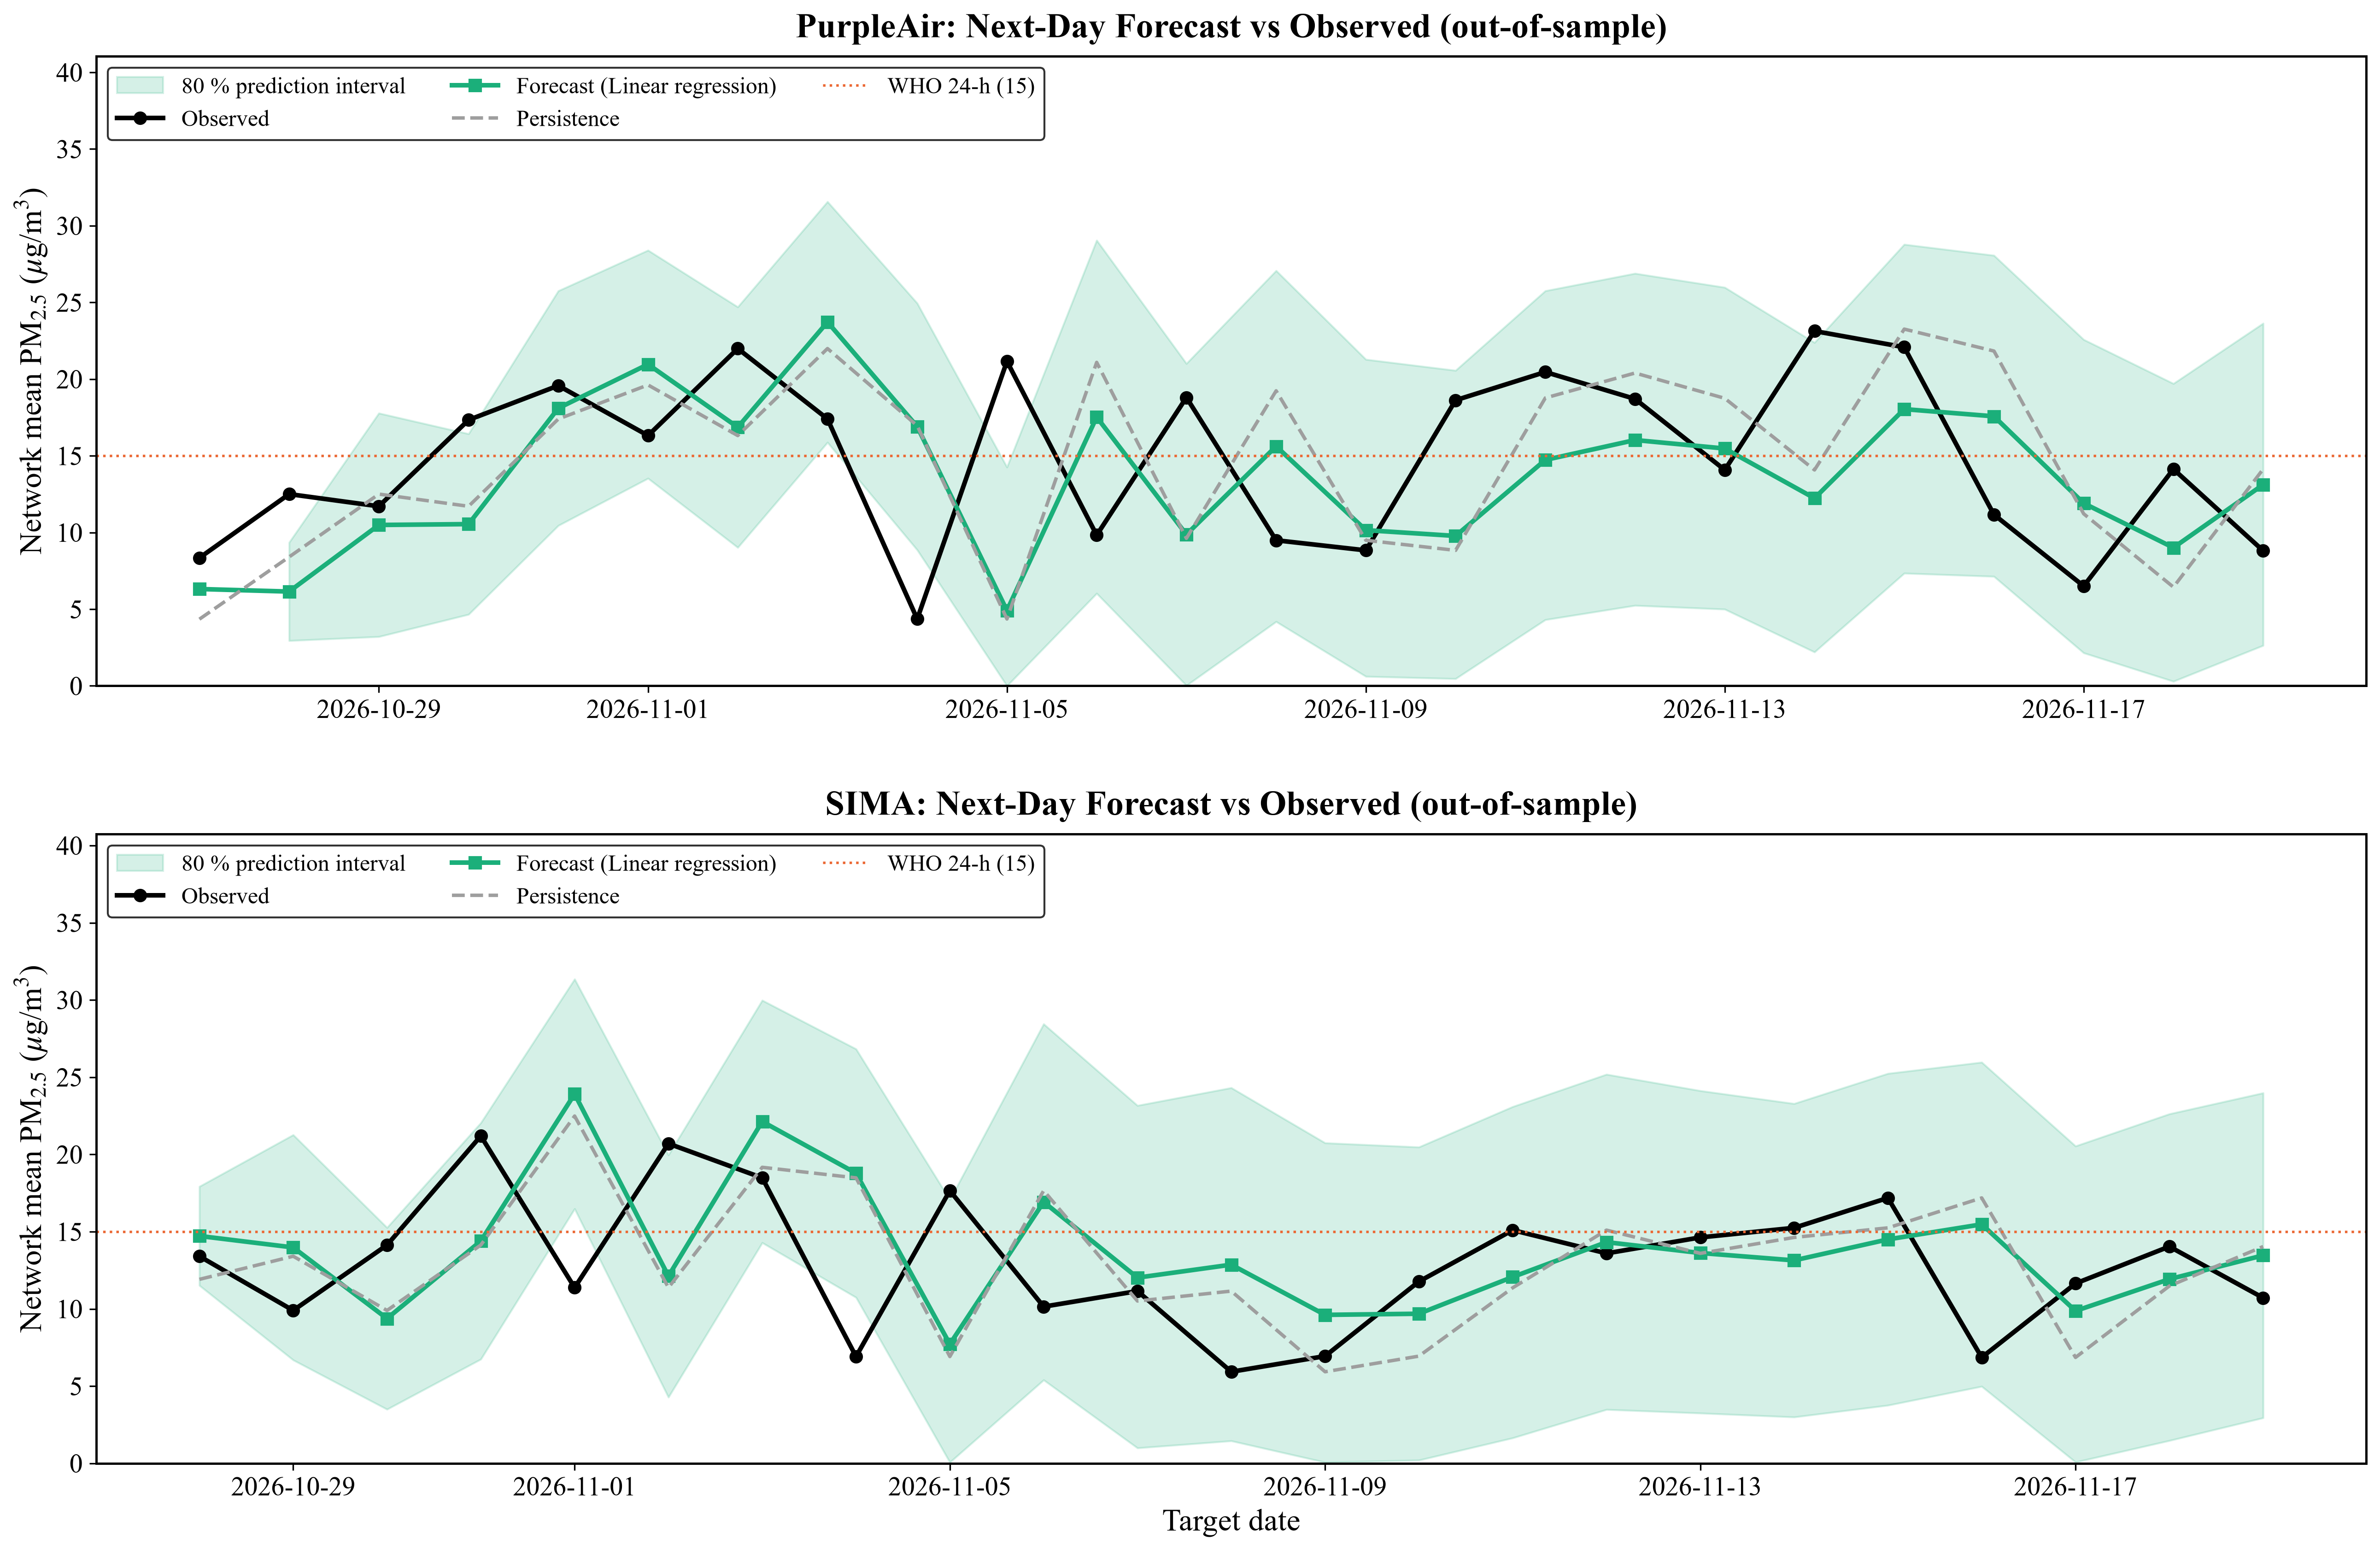 PurpleAir: Next-Day Forecast vs Observed (out-of-sample)
80 % prediction interval
Observed
Forecast (Linear regression)
Persistence
WHO 24-h (15)
Network mean PM2.5 (µg/m³)
40
35
30
25
20
15
10
5
0
2026-10-29 2026-11-01 2026-11-05 2026-11-09 2026-11-13 2026-11-17
SIMA: Next-Day Forecast vs Observed (out-of-sample)
80 % prediction interval
Observed
Forecast (Linear regression)
Persistence
WHO 24-h (15)
Network mean PM2.5 (µg/m³)
40
35
30
25
20
15
10
5
0
2026-10-29 2026-11-01 2026-11-05 2026-11-09 2026-11-13 2026-11-17
Target date